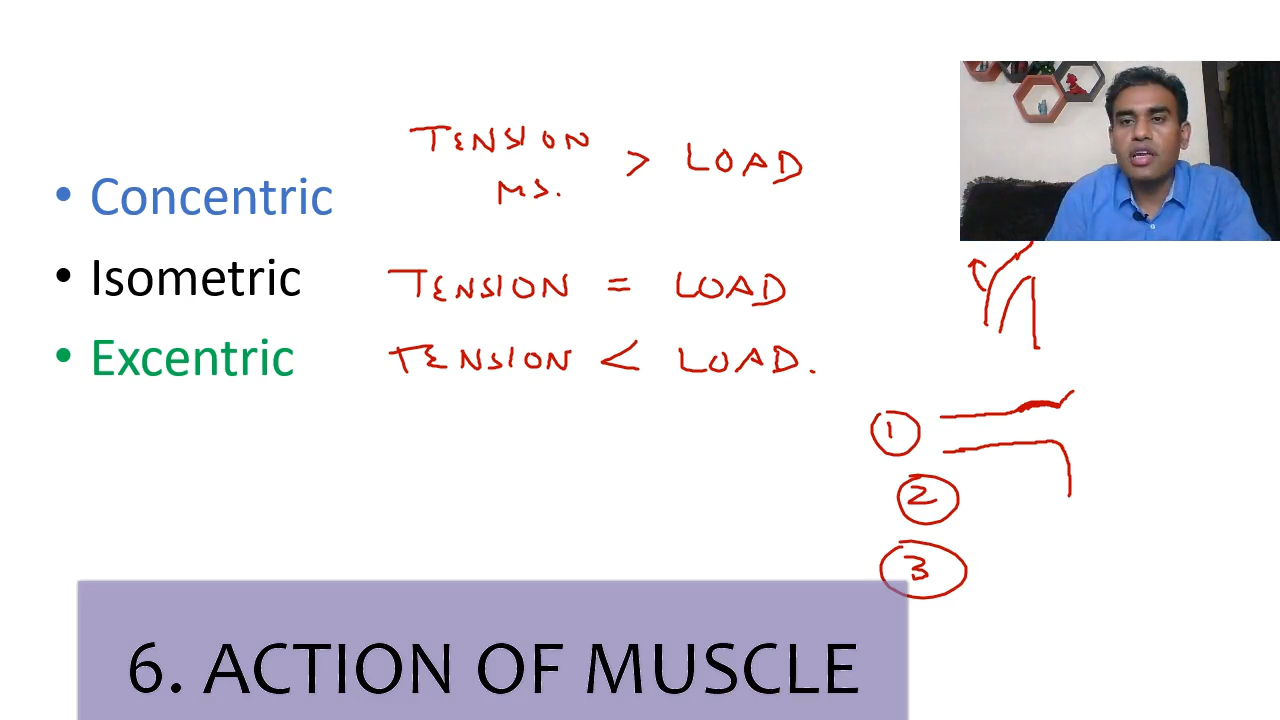 TENSION > LOAD
MS.
• Concentric
• Isometric TENSION = LOAD
• Excentric TENSION < LOAD.
1
2
3
6. ACTION OF MUSCLE